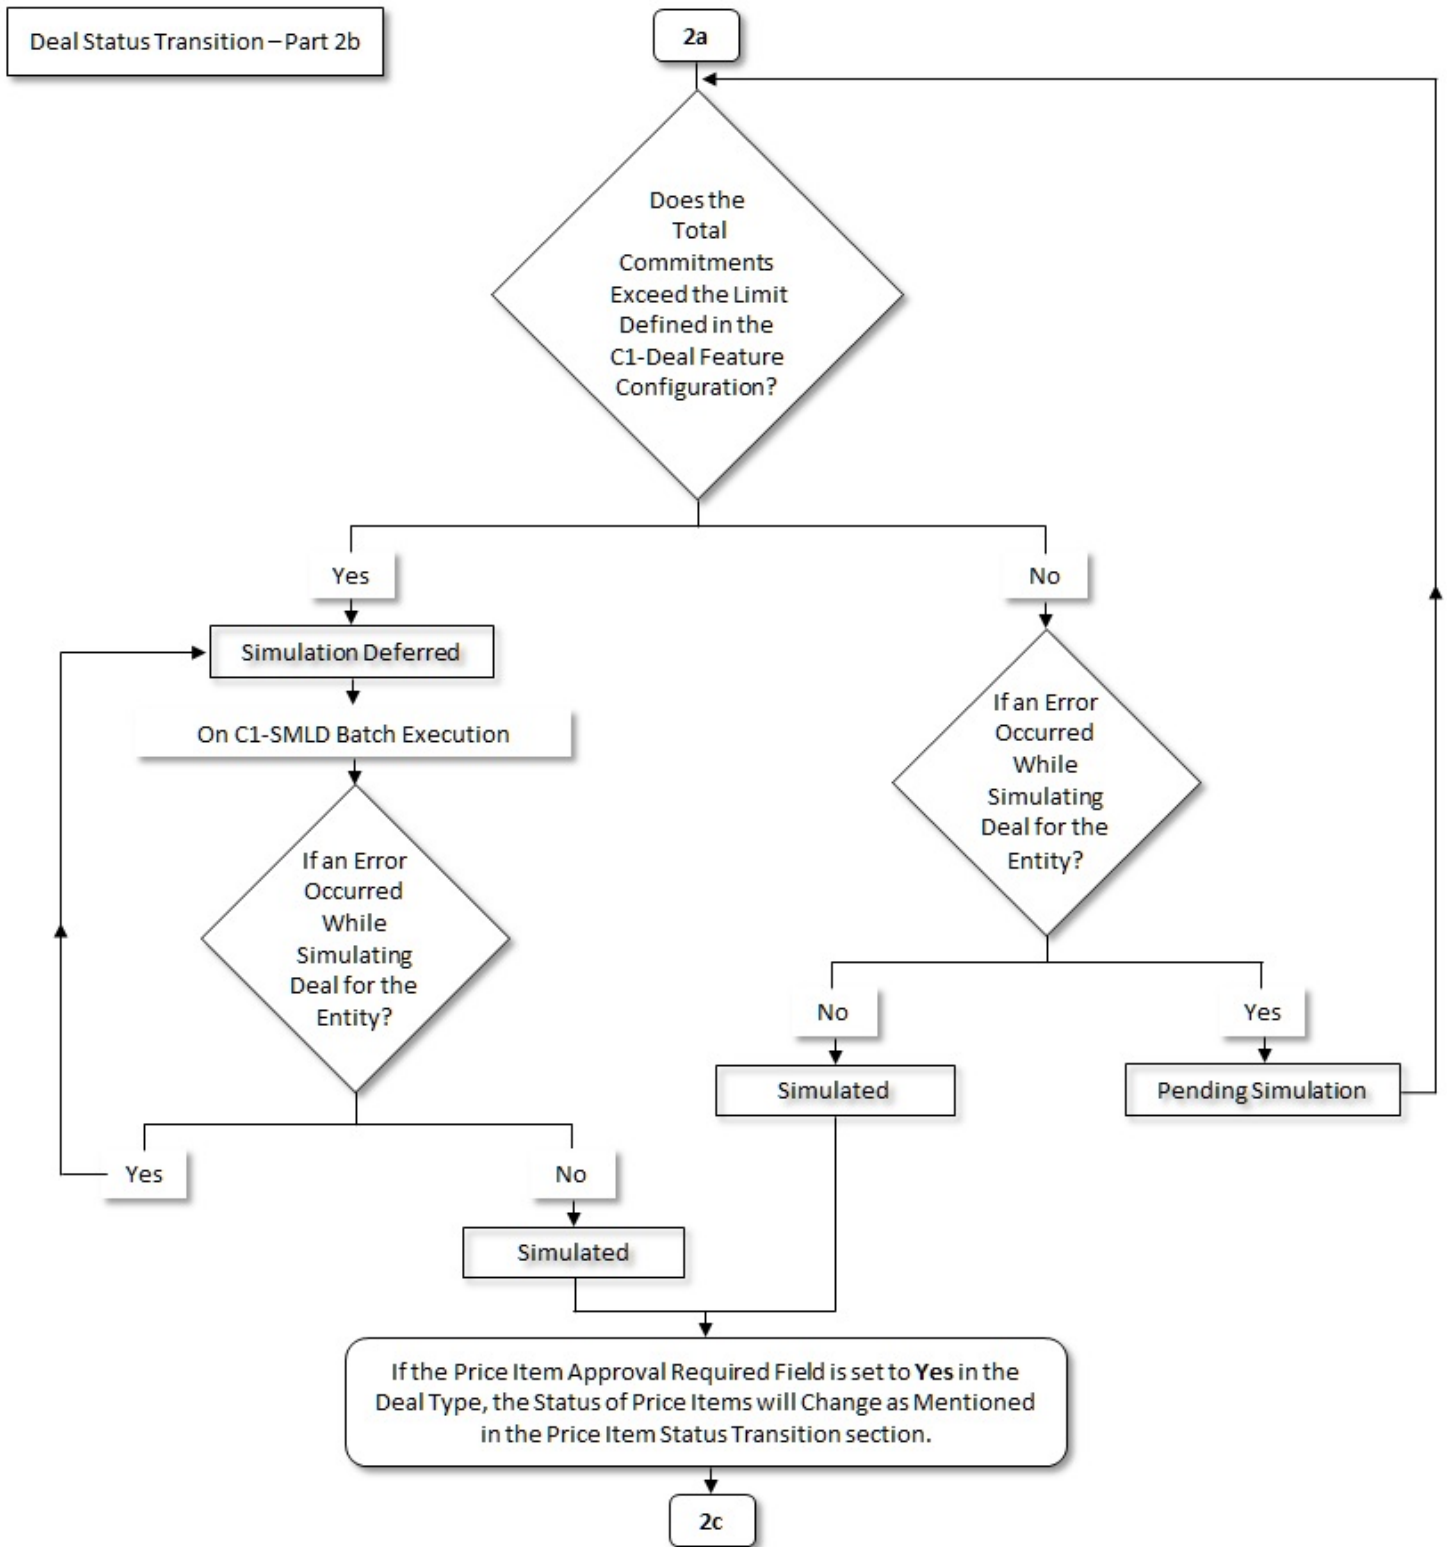 Deal Status Transition – Part 2b
2a
Does the
Total
Commitments
Exceed the Limit
Defined in the
C1-Deal Feature
Configuration?
Yes
No
Simulation Deferred
On C1-SMLD Batch Execution
If an Error
Occurred
While
Simulating
Deal for the
Entity?
If an Error
Occurred
While
Simulating
Deal for the
Entity?
No
Yes
Simulated
Pending Simulation
Yes
No
Simulated
If the Price Item Approval Required Field is set to Yes in the
Deal Type, the Status of Price Items will Change as Mentioned
in the Price Item Status Transition section.
2c